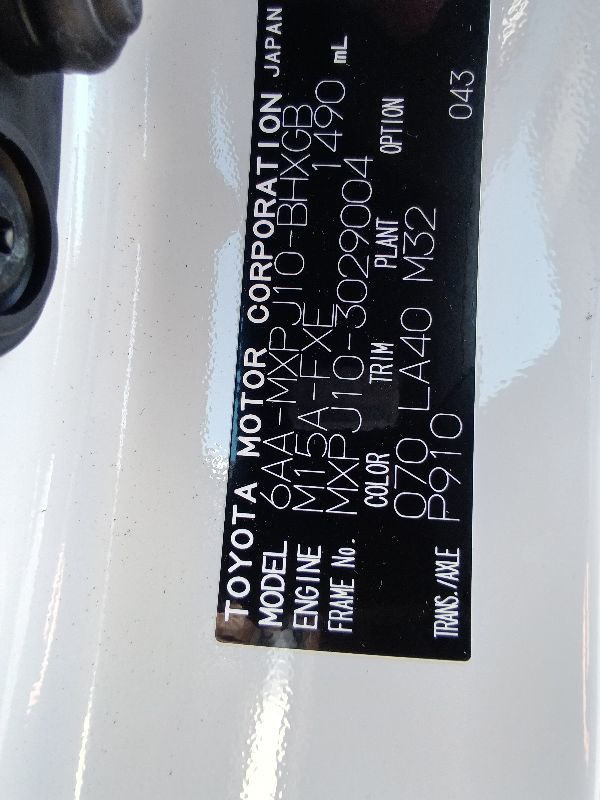 TOYOTA MOTOR CORPORATION JAPAN
MODEL 6AA-MXPJ10-BHXGB
ENGINE M15A-FXE 1490 mL
FRAME No. MXPJ10-3029004
COLOR TRIM PLANT OPTION
070 LA40 M32
TRANS./AXLE P910 043